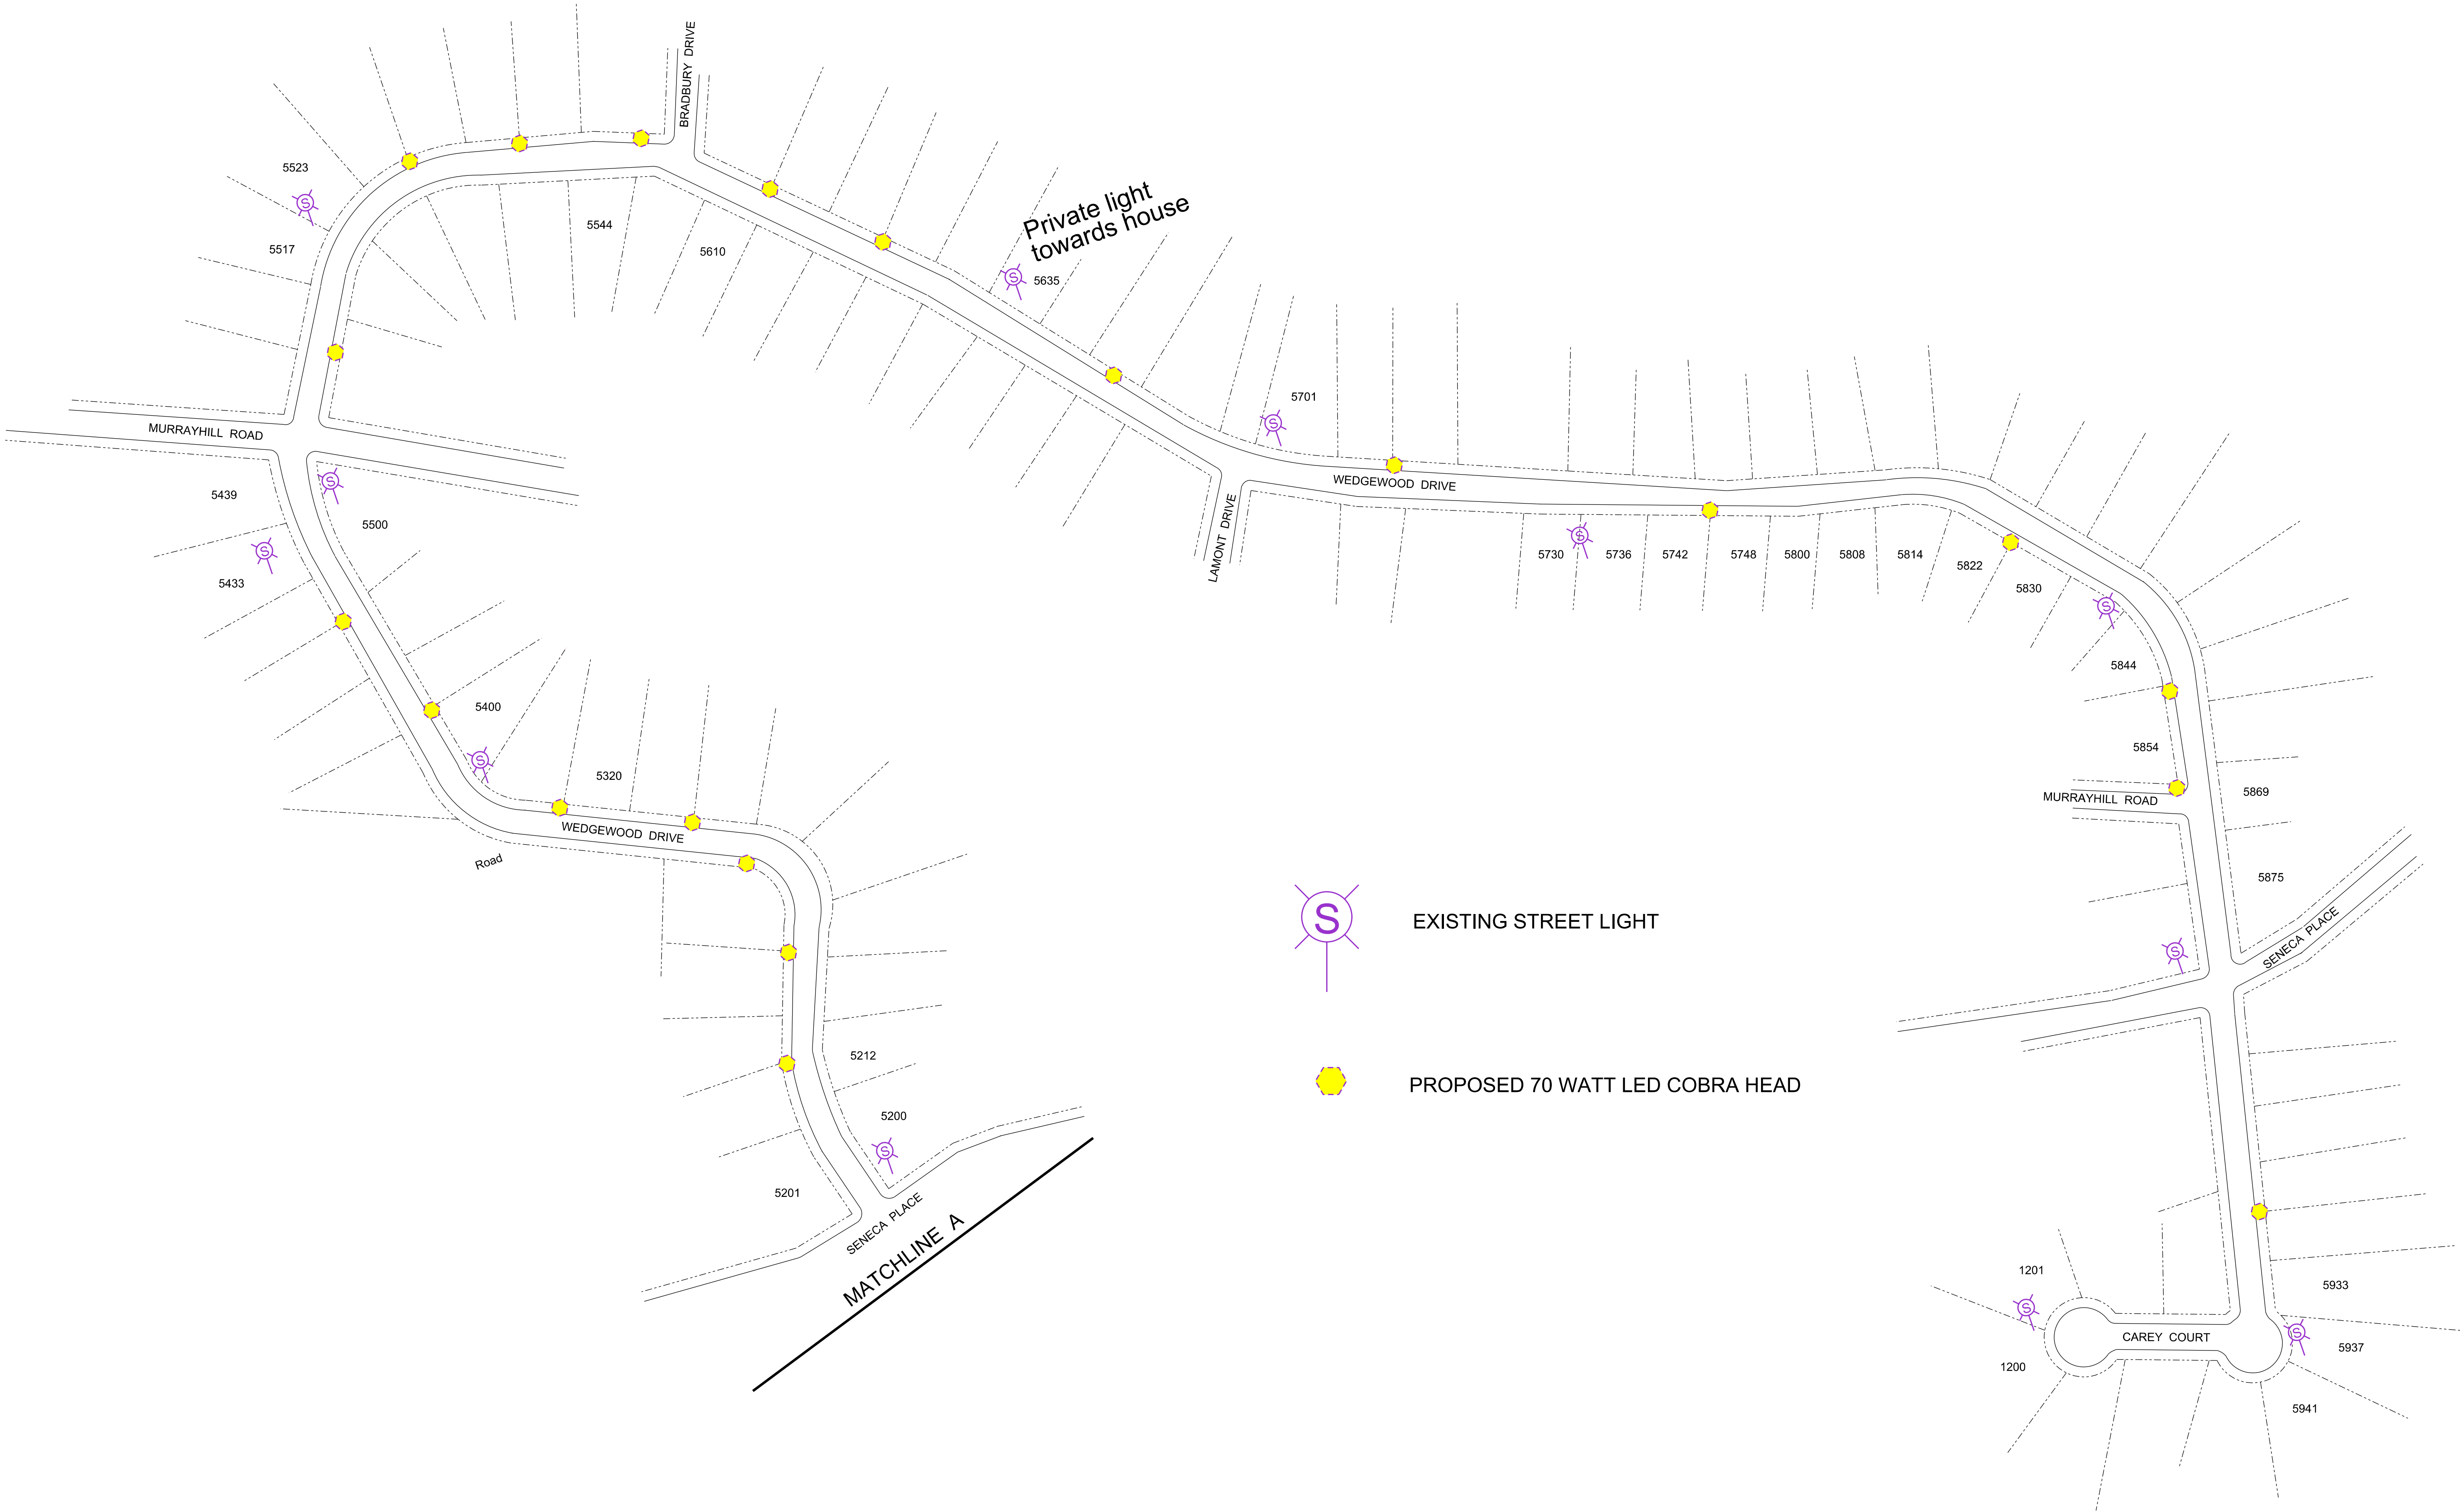 BRADBURY DRIVE
5523
Private light
towards house
5544
5517
5610
5635
5701
MURRAYHILL ROAD
WEDGEWOOD DRIVE
5439
5500
LAMONT DRIVE
5730
5736
5742
5748
5800
5808
5814
5822
5433
5830
5844
5400
5854
5320
5869
MURRAYHILL ROAD
WEDGEWOOD DRIVE
Road
5875
S
EXISTING STREET LIGHT
SENECA PLACE
5212
PROPOSED 70 WATT LED COBRA HEAD
5200
5201
SENECA PLACE
MATCHLINE A
1201
5933
CAREY COURT
5937
1200
5941
S
S
S
S
S
S
S
S
S
S
S
S
S